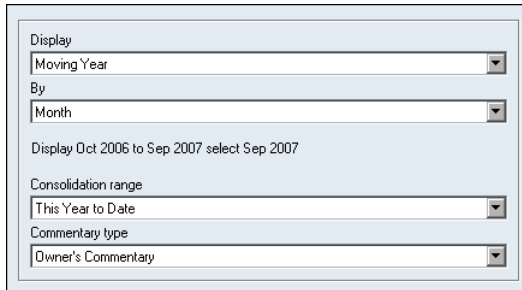 Display
Moving Year
By
Month
Display Oct 2006 to Sep 2007 select Sep 2007
Consolidation range
This Year to Date
Commentary type
Owner's Commentary